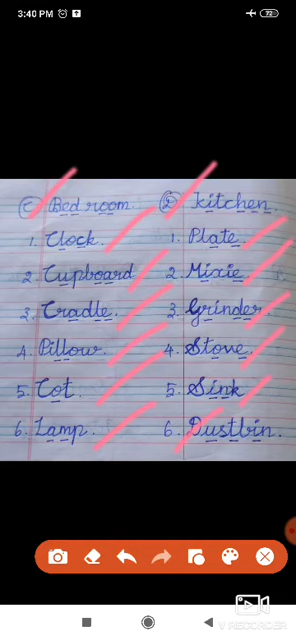 3:40 PM
72
C Bed room
1. Clock.
2. Cupboard
3. Cradle.
4. Pillow.
5. Cot.
6. Lamp.
D kitchen
1. Plate
2. Mixie
3. Grinder
4. Stove.
5. Sink
6. Dustbin.
V RECORDER